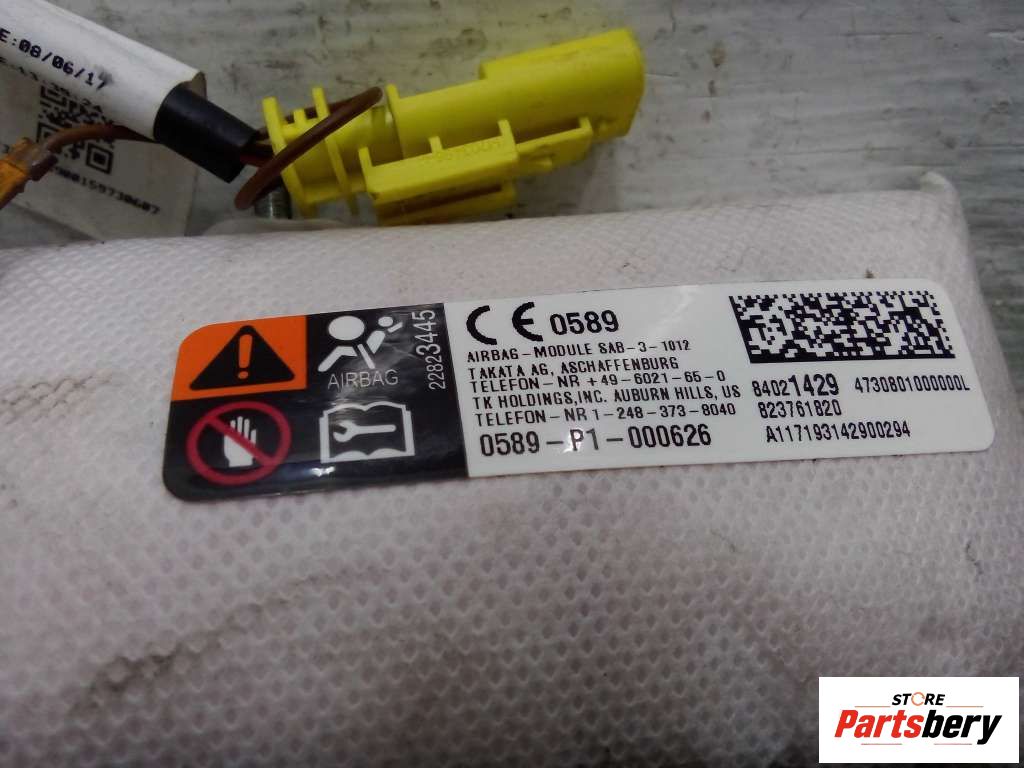 E:08/06/17
900159730607
AIRBAG
22823445
CE 0589
AIRBAG-MODULE SAB-3-1012
TAKATA AG, ASCHAFFENBURG
TELEFON-NR +49-6021-65-0
TK HOLDINGS,INC. AUBURN HILLS, US
TELEFON-NR 1-248-373-8040
0589-P1-000626
84021429 4730801000000L
823761820
A117193142900294
STORE
Partsbery